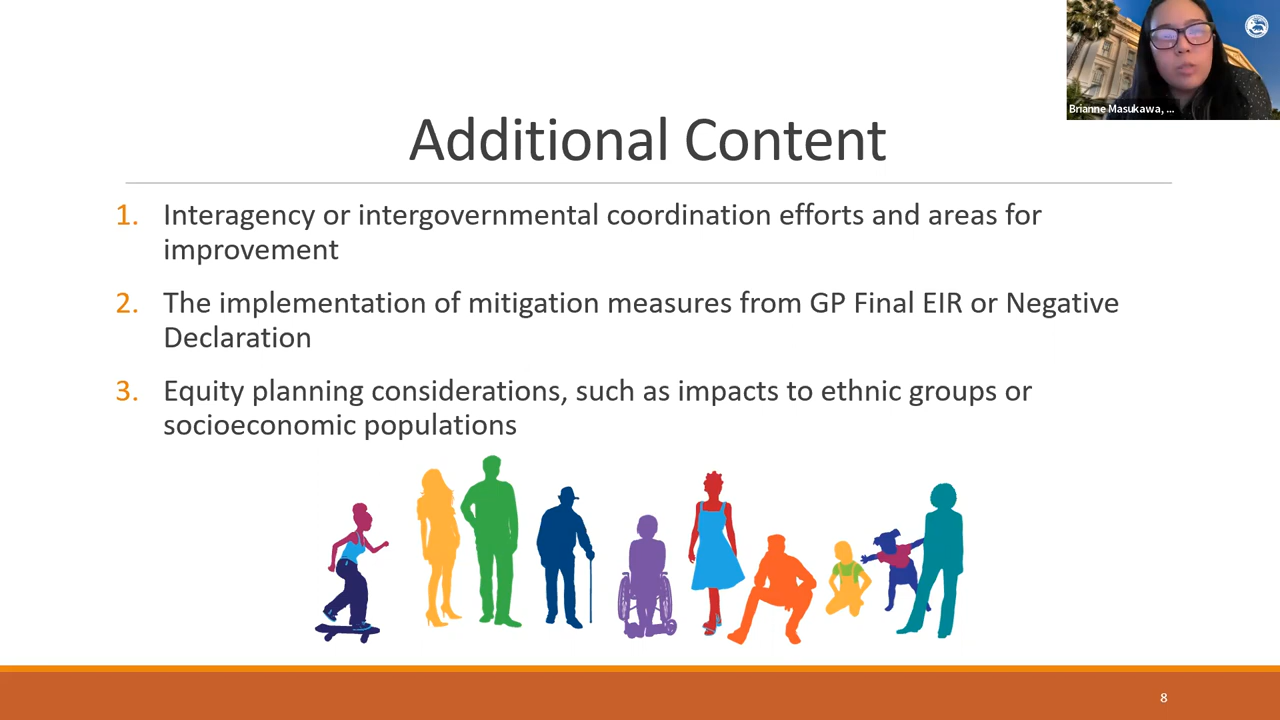 Brianne Masukawa, ...
Additional Content
1. Interagency or intergovernmental coordination efforts and areas for
improvement
2. The implementation of mitigation measures from GP Final EIR or Negative
Declaration
3. Equity planning considerations, such as impacts to ethnic groups or
socioeconomic populations
8